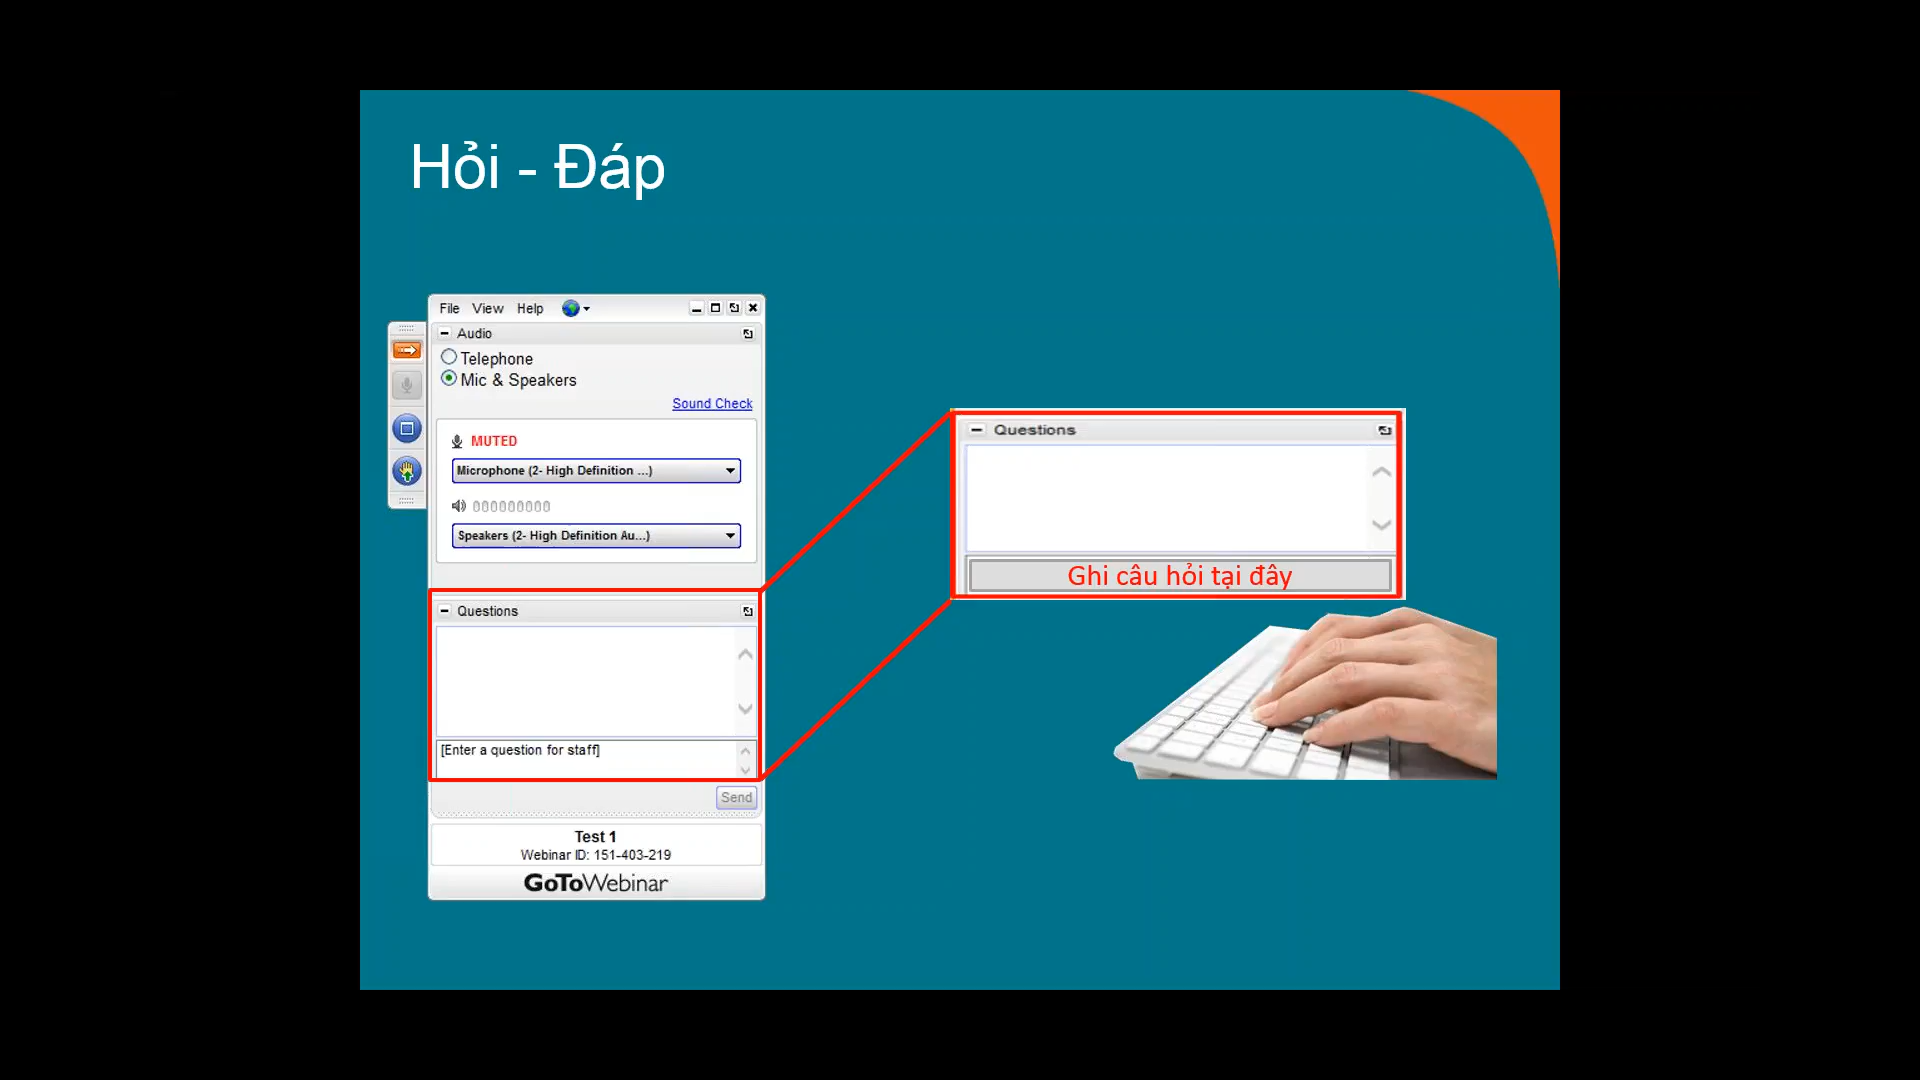 Hỏi - Đáp
File View Help
Audio
Telephone
Mic & Speakers
Sound Check
MUTED
Microphone (2- High Definition ...)
000000000
Speakers (2- High Definition Au...)
Questions
[Enter a question for staff]
Send
Test 1
Webinar ID: 151-403-219
GoToWebinar
Questions
Ghi câu hỏi tại đây